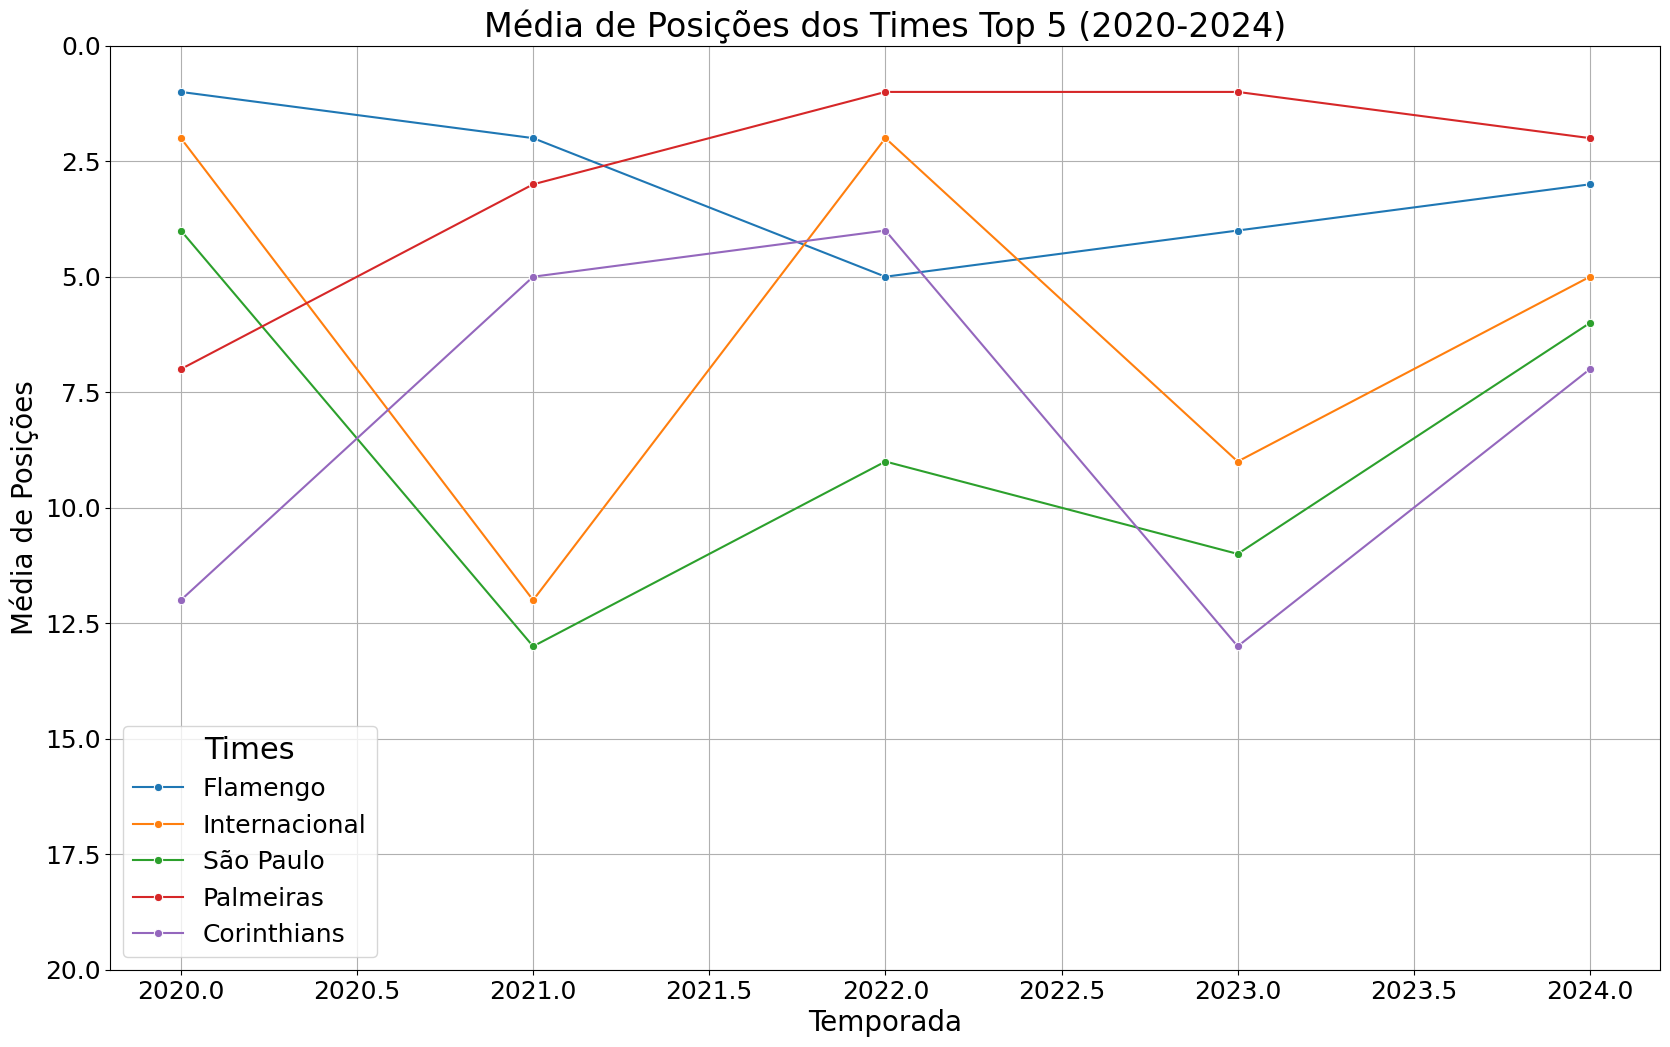 Média de Posições dos Times Top 5 (2020-2024)
0.0
2.5
5.0
7.5
10.0
12.5
15.0
17.5
20.0
Média de Posições
Times
Flamengo
Internacional
São Paulo
Palmeiras
Corinthians
2020.0 2020.5 2021.0 2021.5 2022.0 2022.5 2023.0 2023.5 2024.0
Temporada